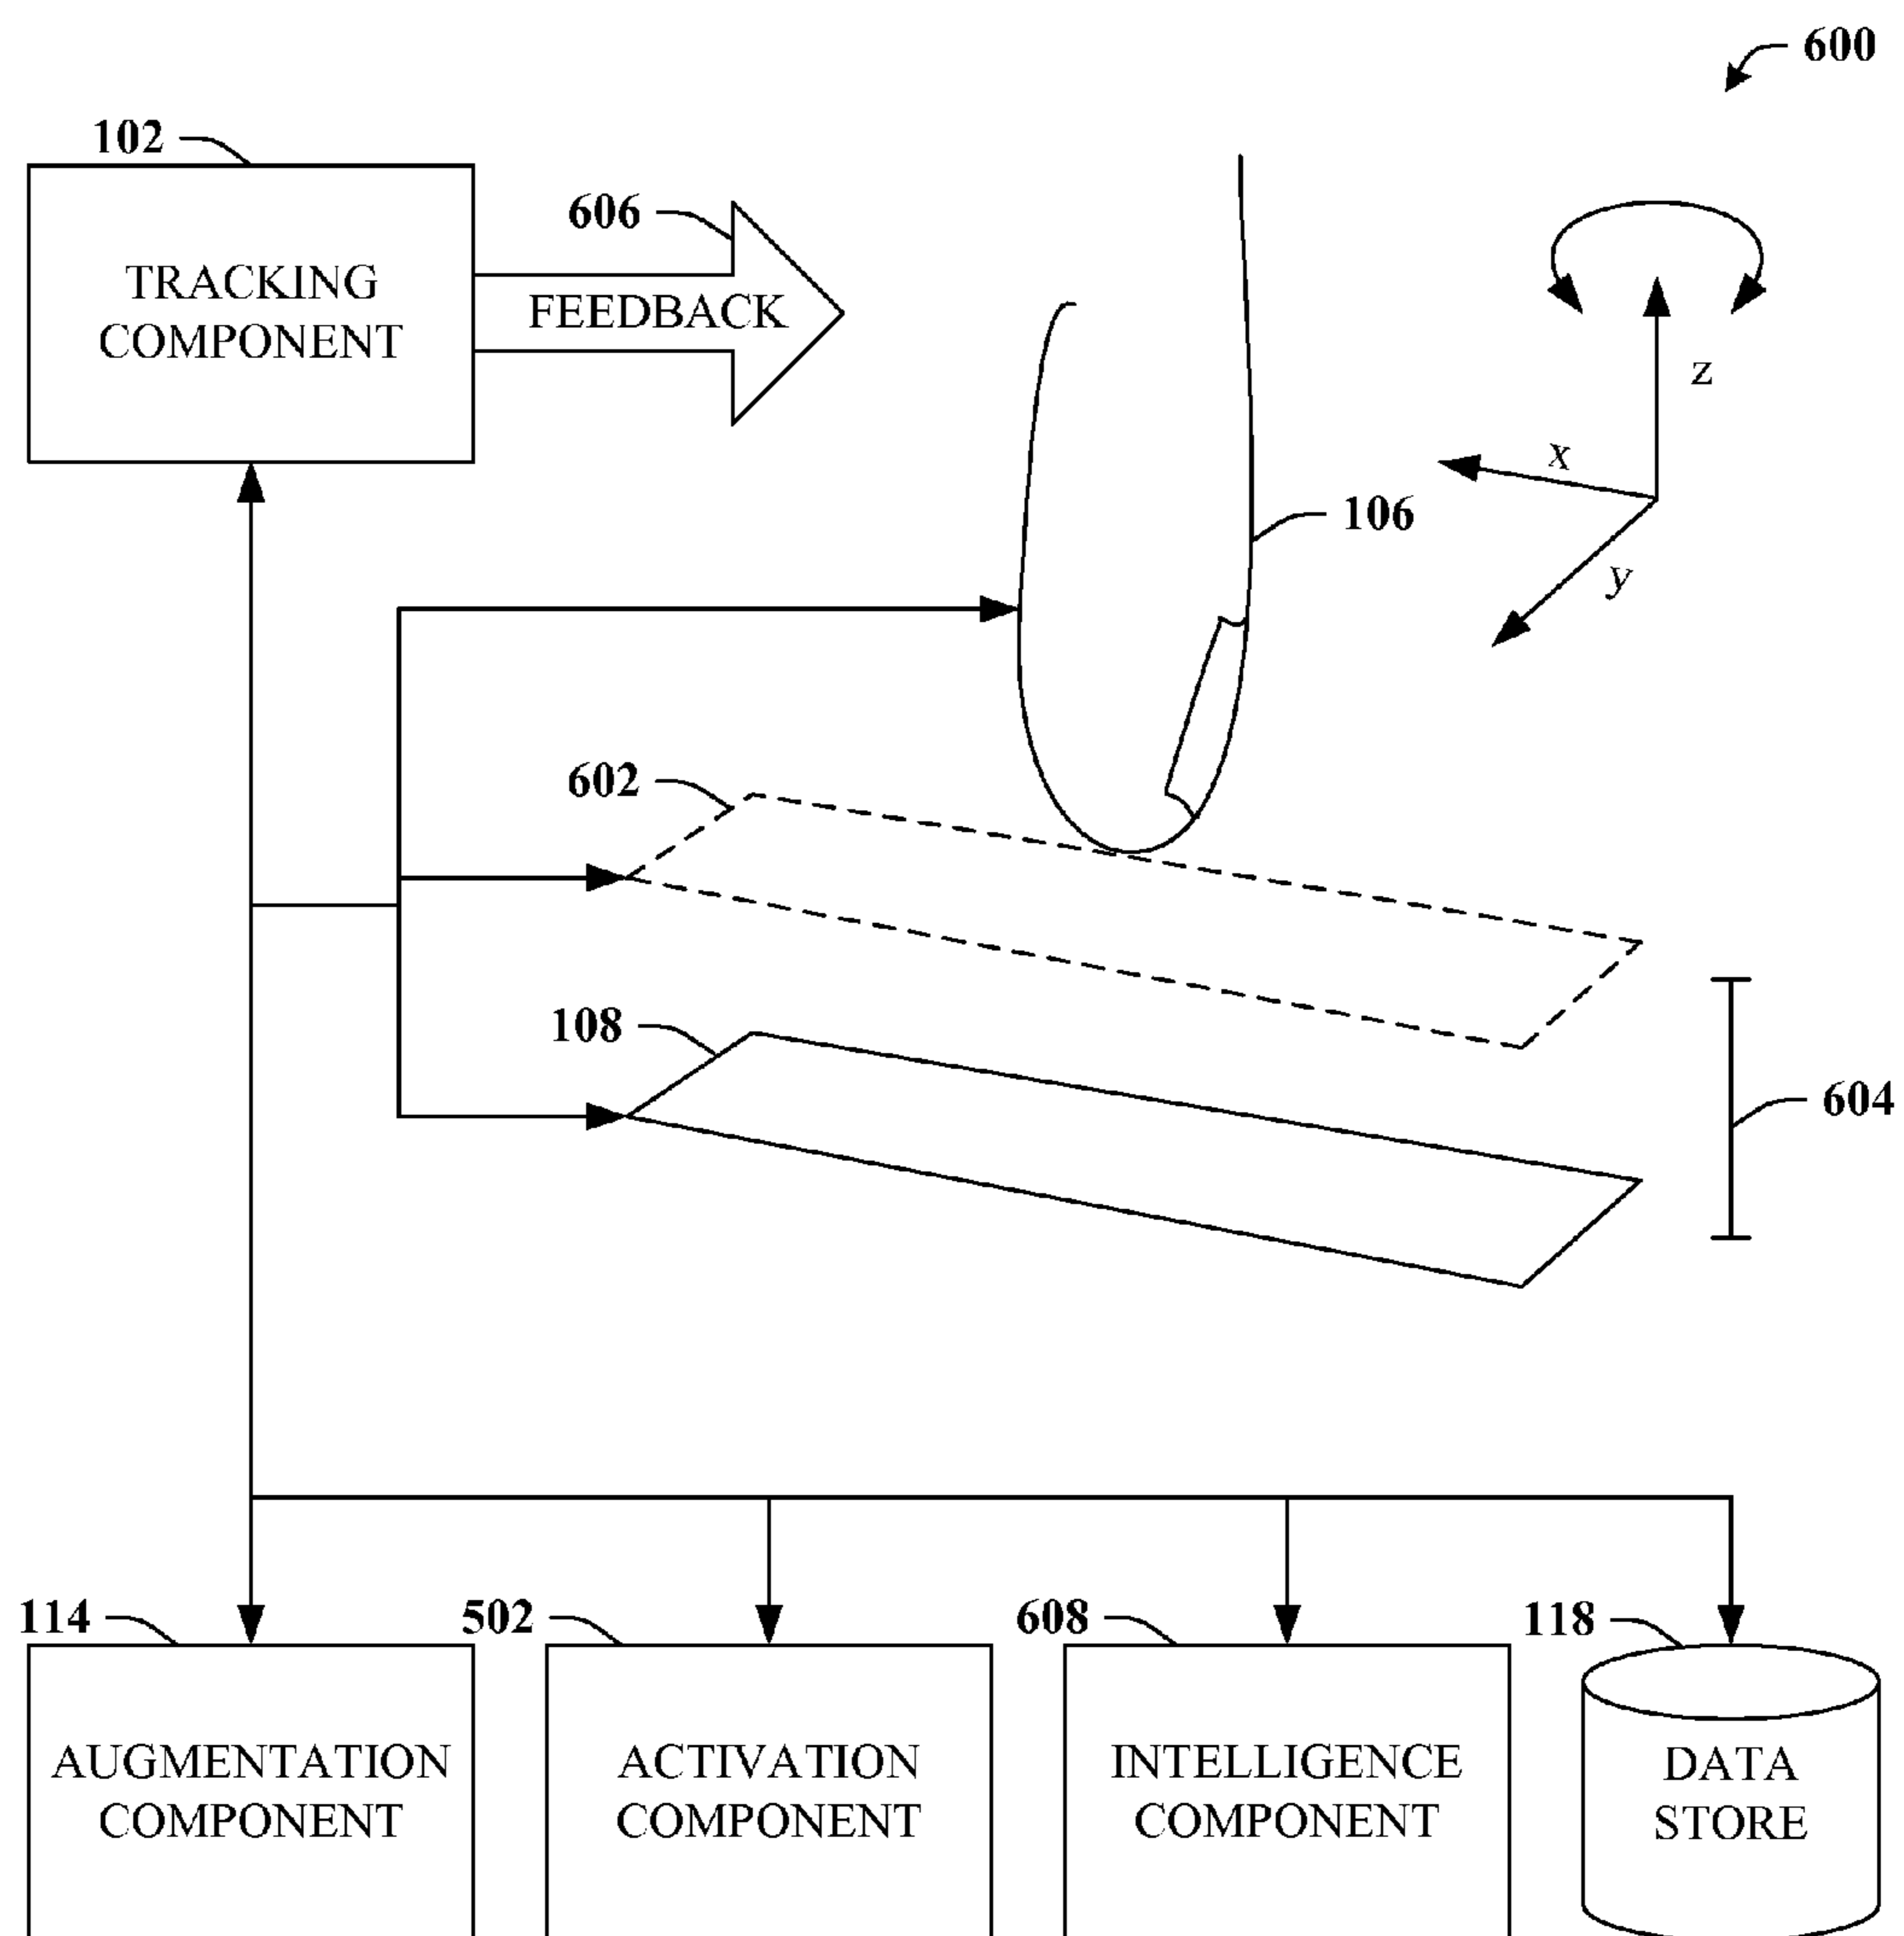 600
102
606
TRACKING
COMPONENT
FEEDBACK
z
x
106
y
602
108
604
114
502
608
118
AUGMENTATION
COMPONENT
ACTIVATION
COMPONENT
INTELLIGENCE
COMPONENT
DATA
STORE